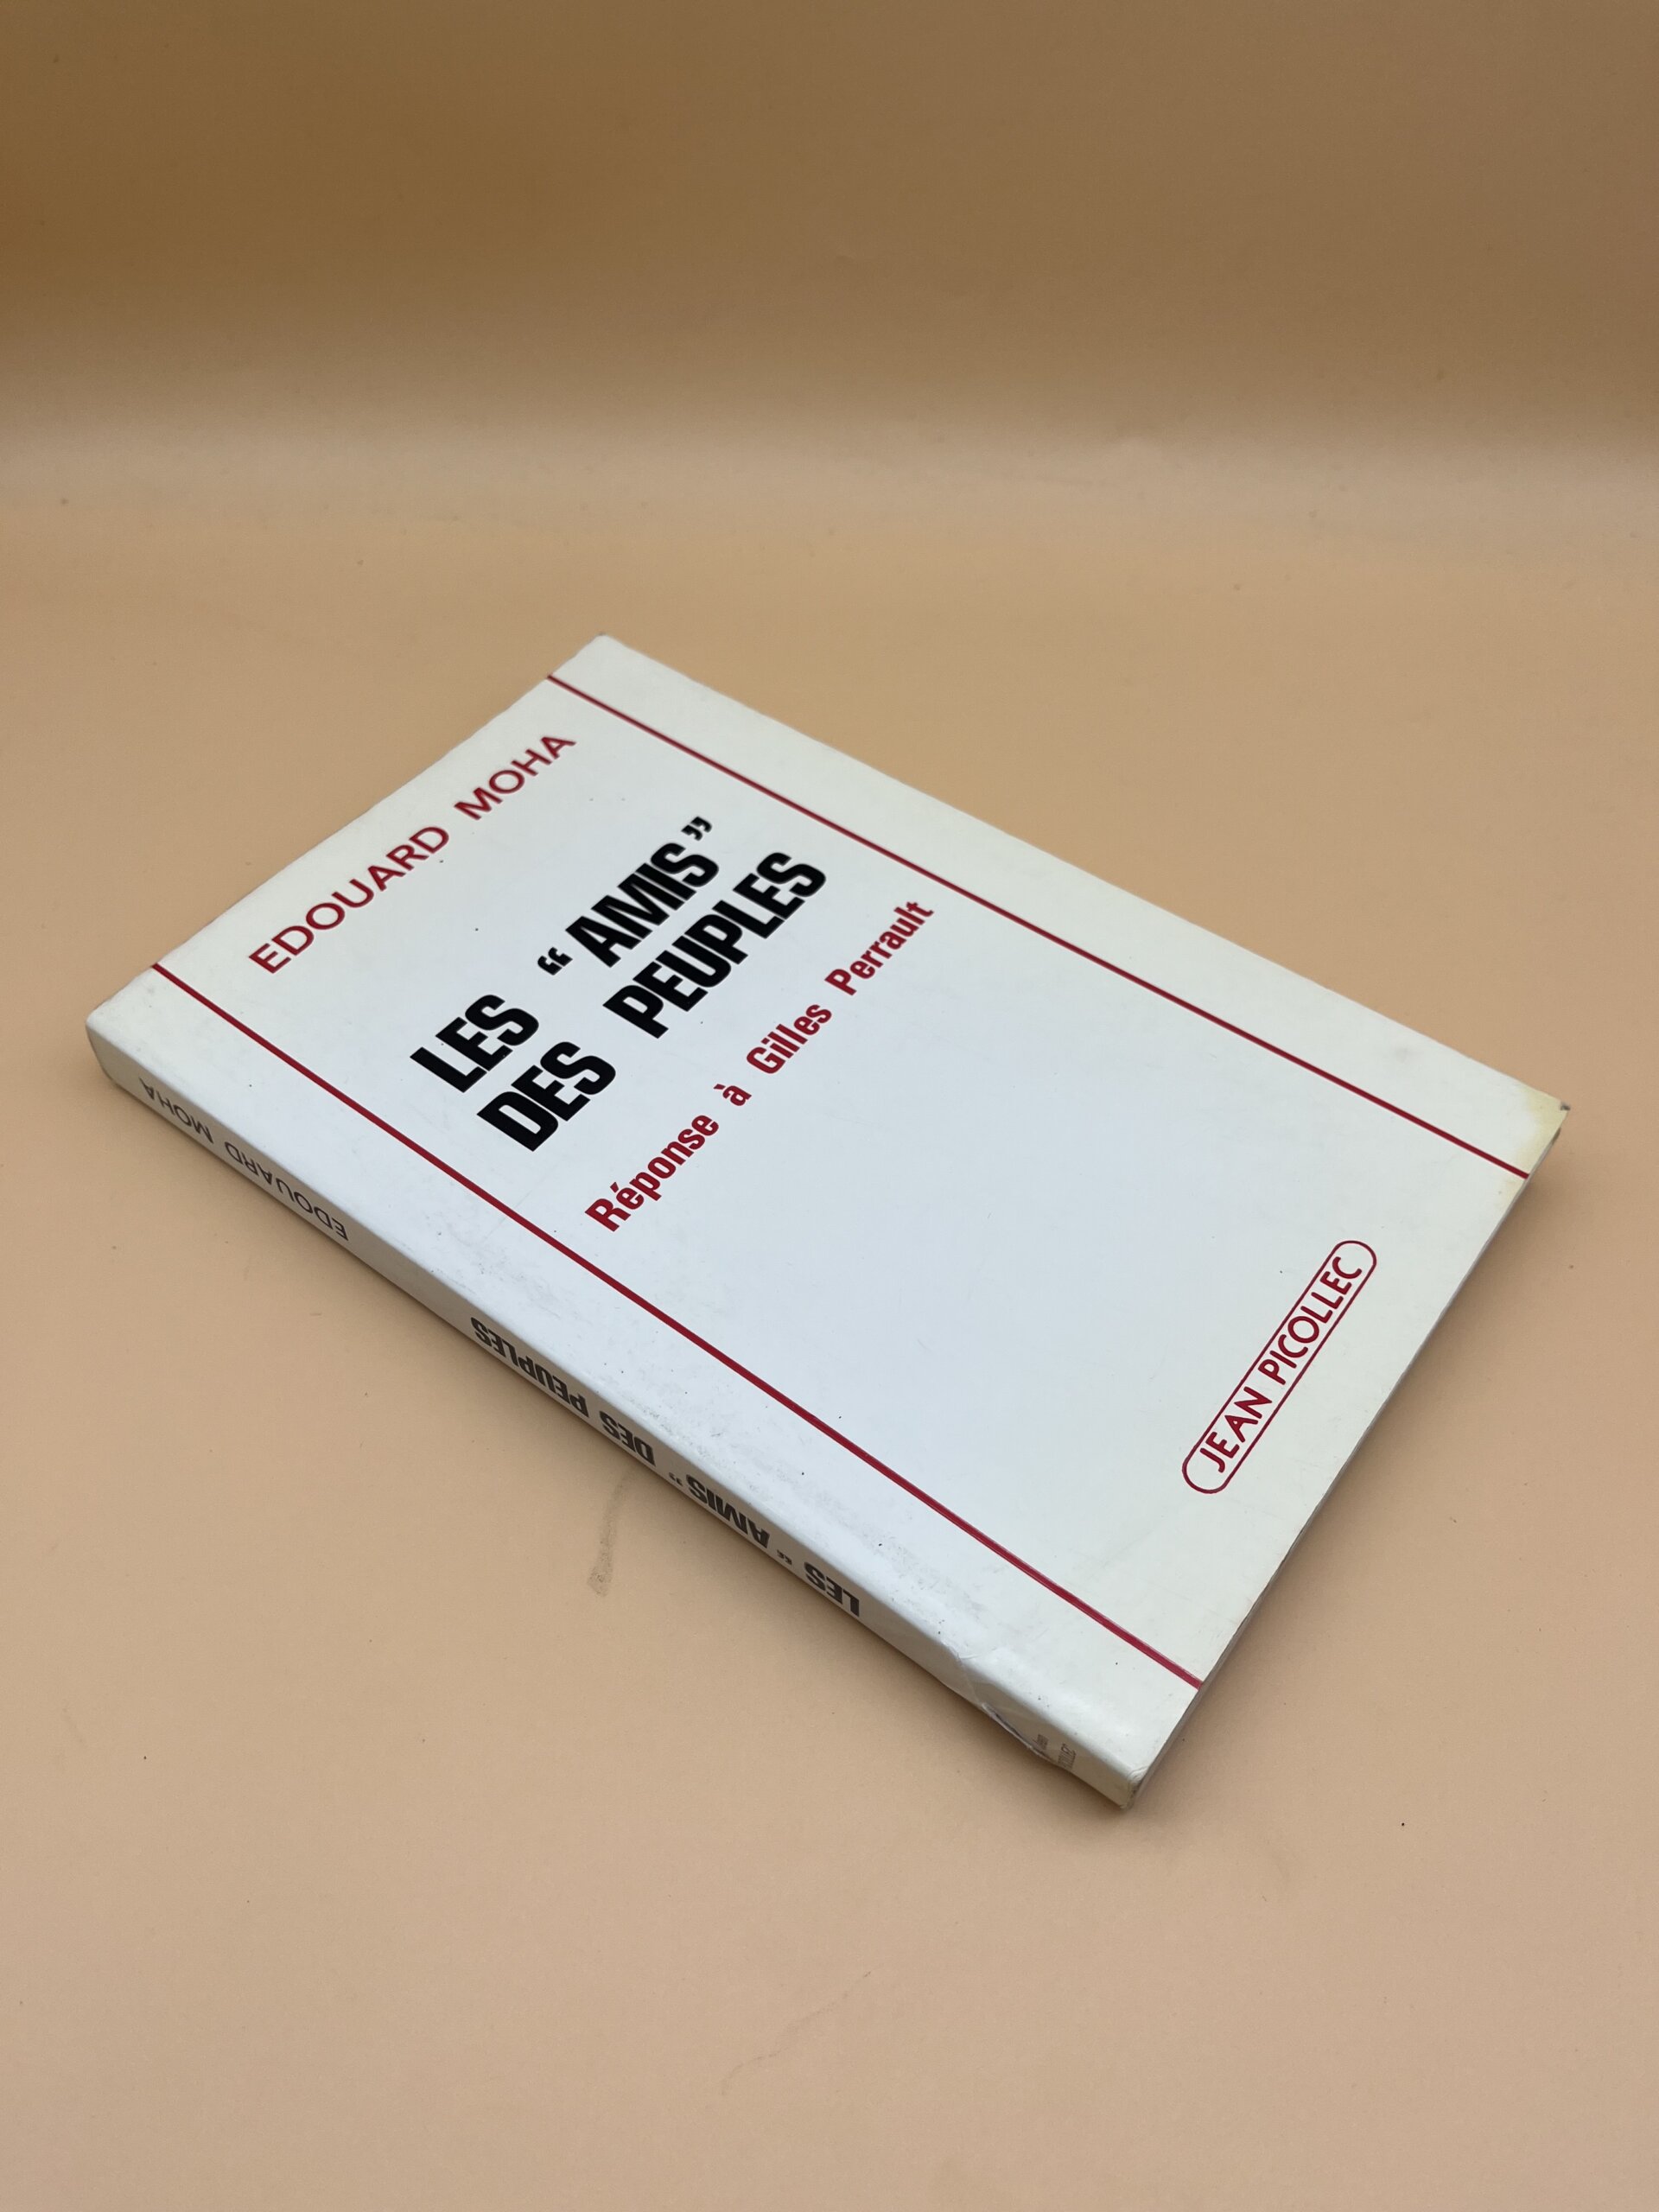 EDOUARD MOHA
LES “AMIS”
DES PEUPLES
Réponse à Gilles Perrault
JEAN PICOLLEC
LES “AMIS” DES PEUPLES
EDOUARD MOHA